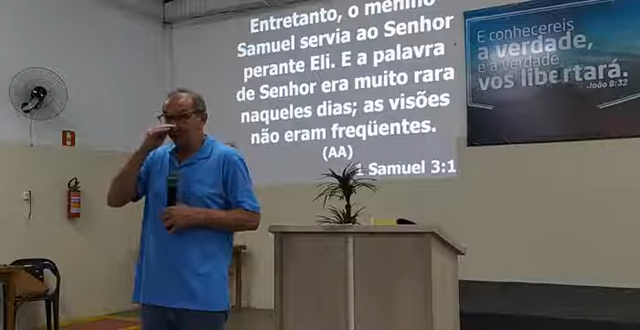 Entretanto, o menino
Samuel servia ao Senhor
perante Eli. E a palavra
de Senhor era muito rara
naqueles dias; as visões
não eram freqüentes.
(AA)
1 Samuel 3:1
E conhecereis
a verdade,
e a verdade
vos libertará.
João 8:32